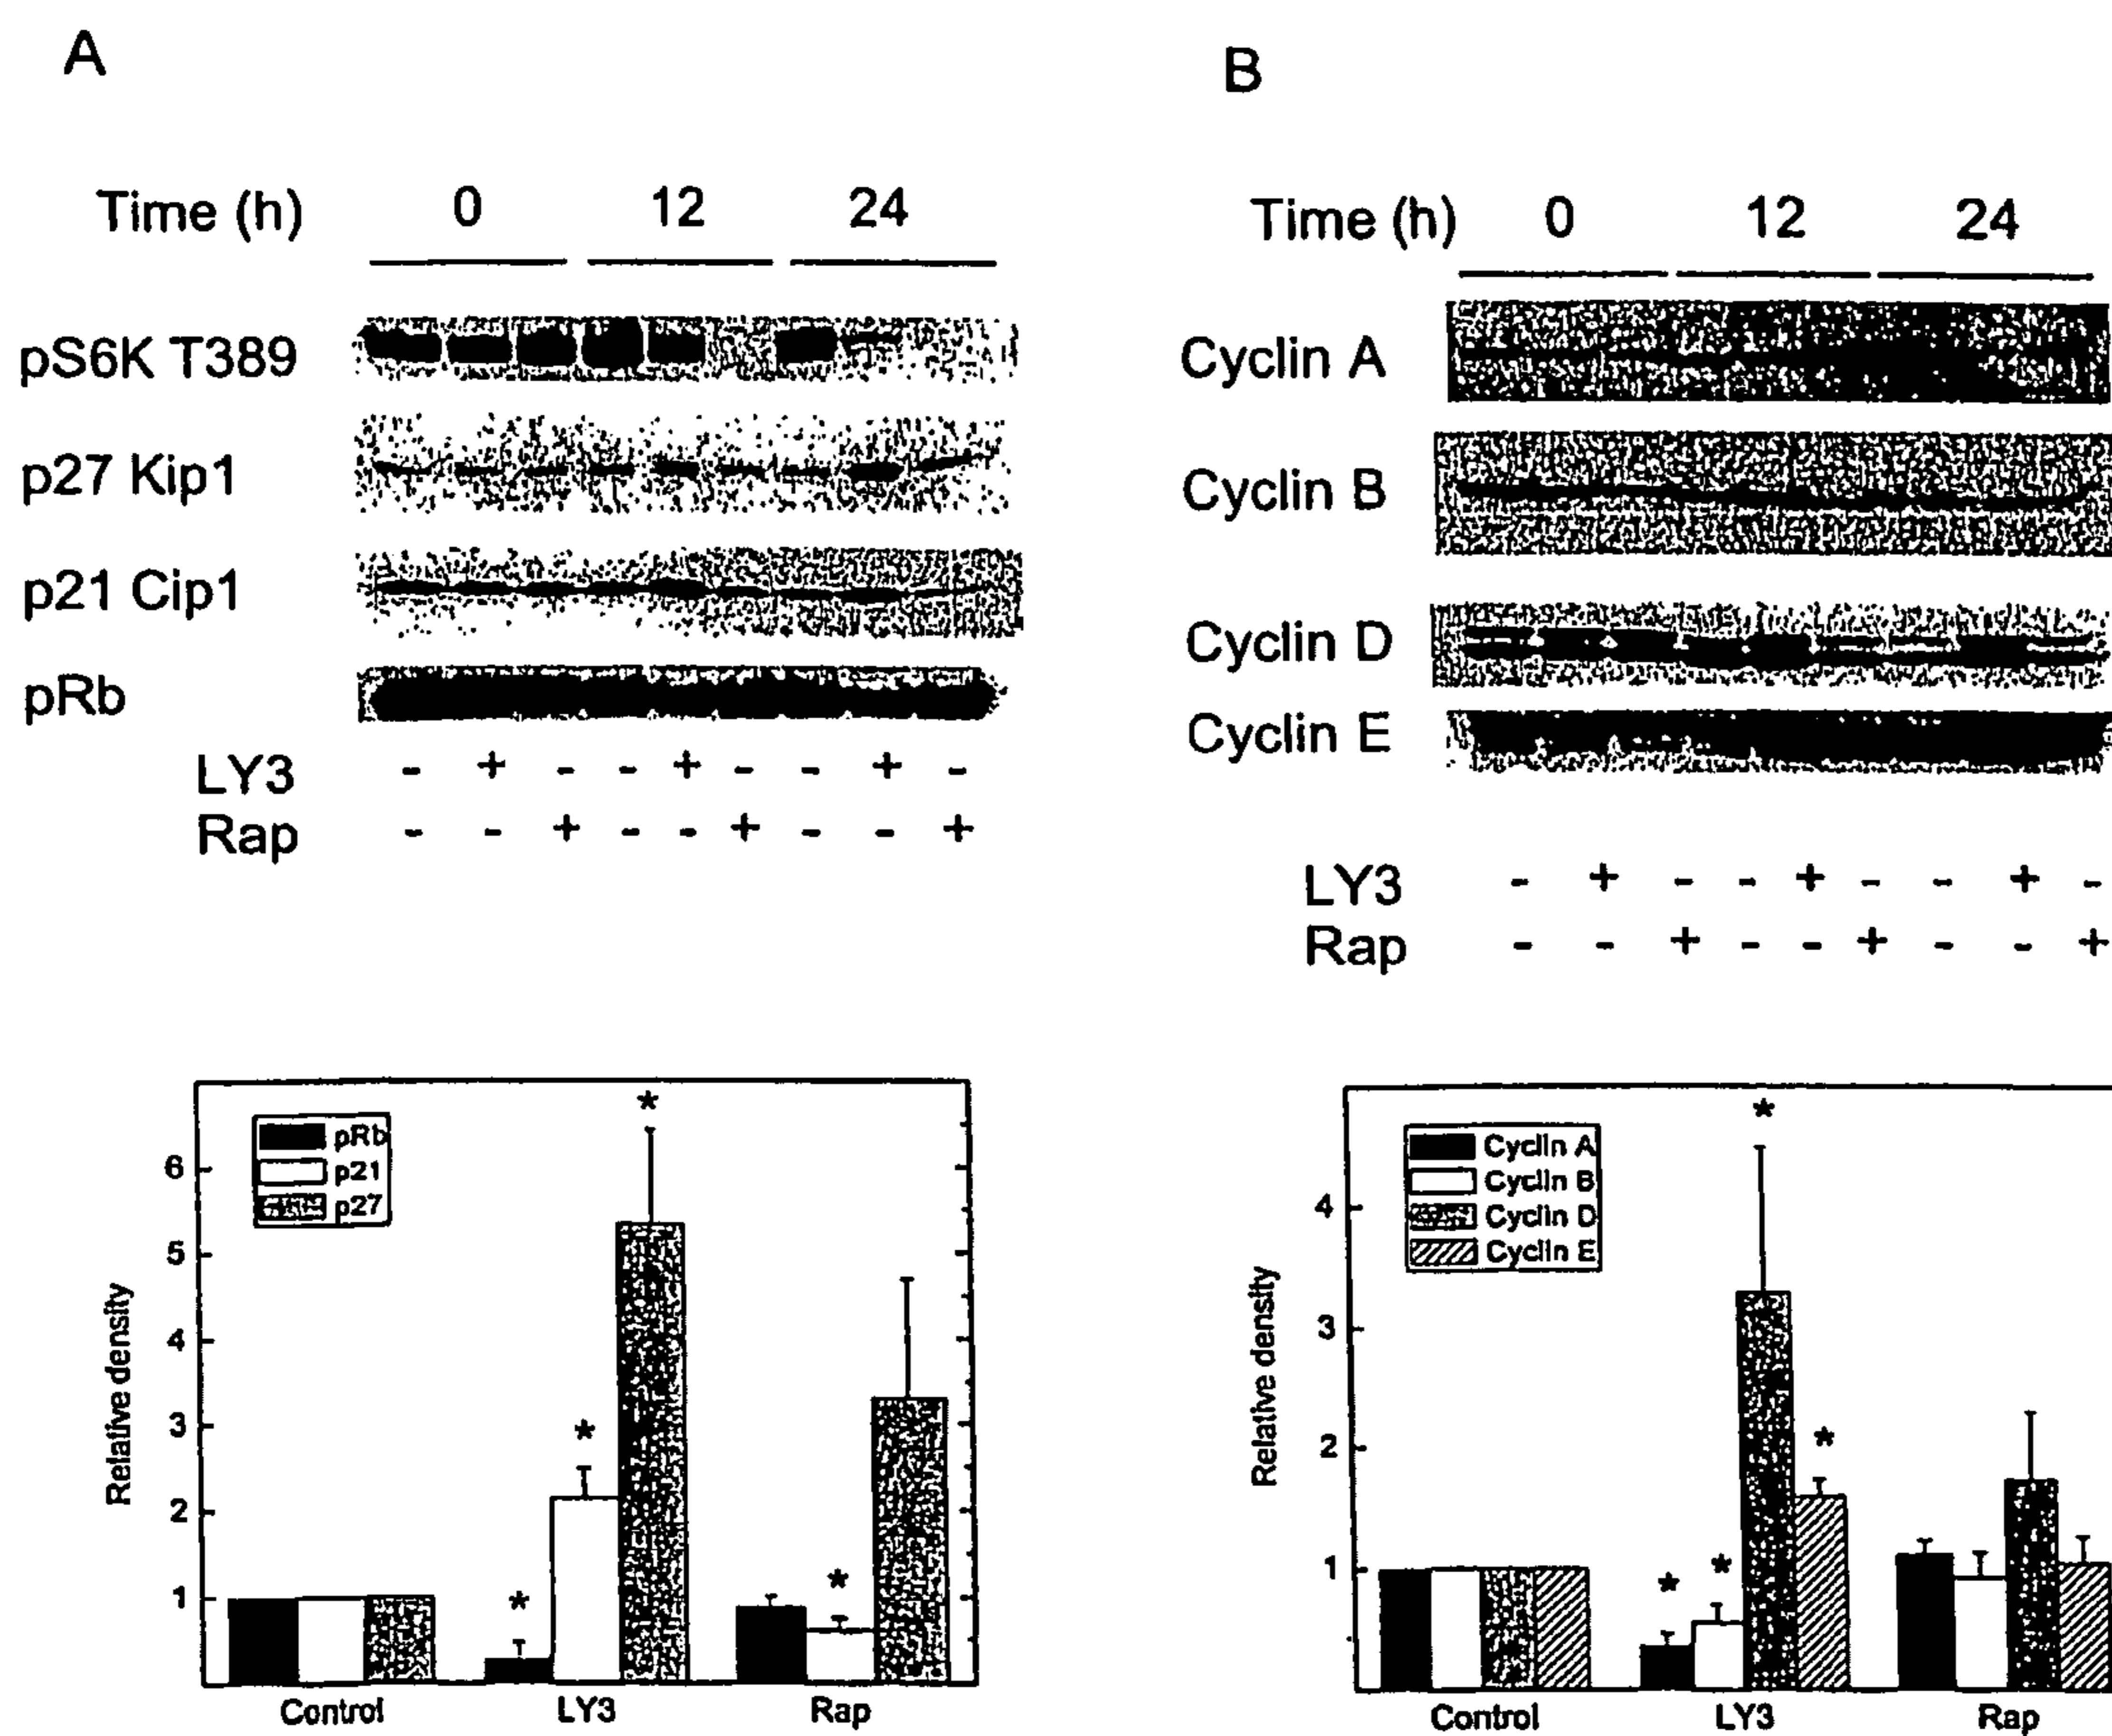 A
Time (h) 0 12 24
pS6K T389
p27 Kip1
p21 Cip1
pRb
LY3 - + - - + - - + -
Rap - - + - - + - - +
*
pRb
p21
p27
6
5
4
3
2
1
*
*
*
Relative density
Control LY3 Rap
B
Time (h) 0 12 24
Cyclin A
Cyclin B
Cyclin D
Cyclin E
LY3 - + - - + - - + -
Rap - - + - - + - - +
*
Cyclin A
Cyclin B
Cyclin D
Cyclin E
4
3
2
1
*
*
*
Relative density
Control LY3 Rap